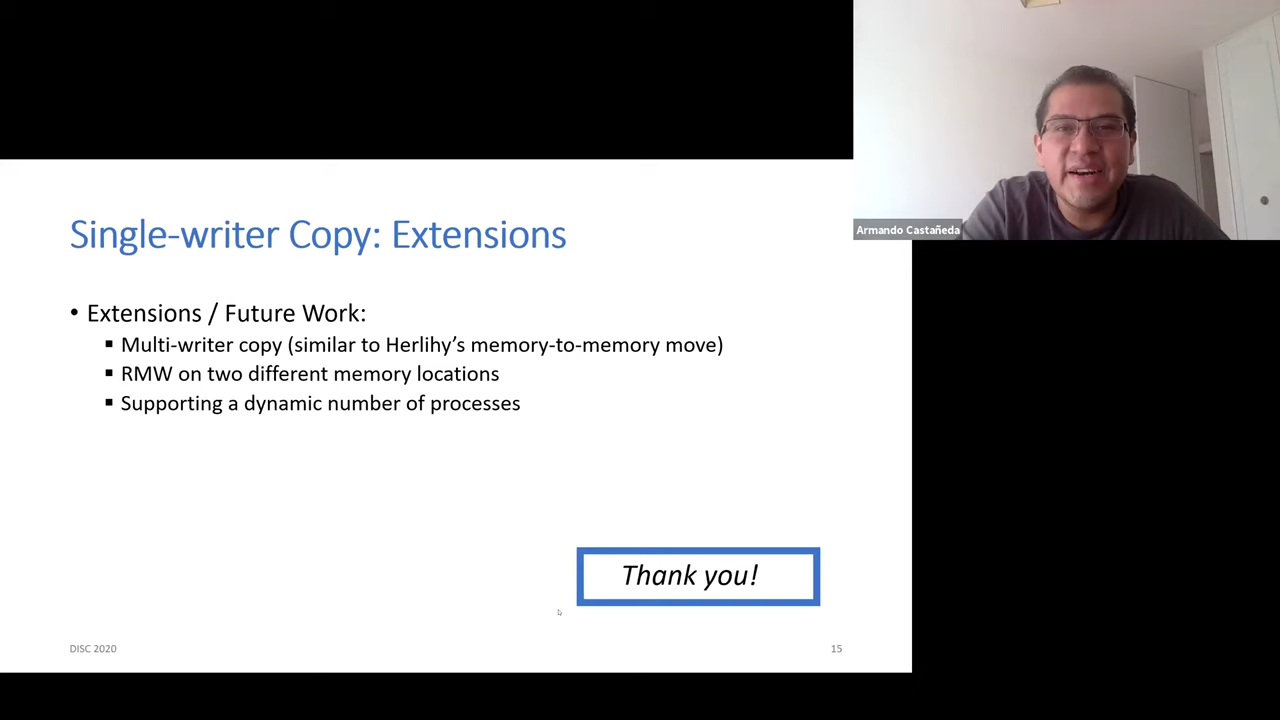 Armando Castañeda
Single-writer Copy: Extensions
• Extensions / Future Work:
▪ Multi-writer copy (similar to Herlihy’s memory-to-memory move)
▪ RMW on two different memory locations
▪ Supporting a dynamic number of processes
Thank you!
DISC 2020
15